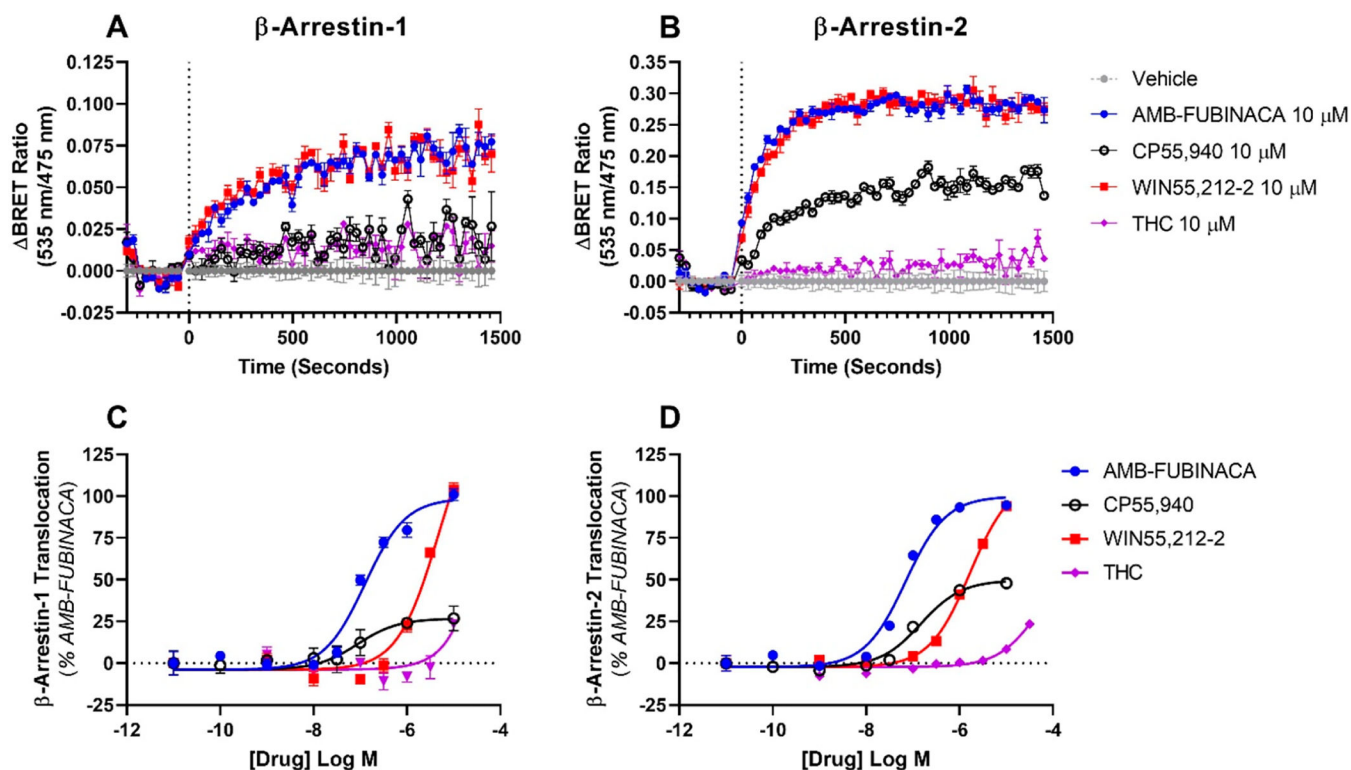 A
β-Arrestin-1
0.125
0.100
0.075
0.050
0.025
0.000
-0.025
ΔBRET Ratio
(535 nm/475 nm)
0 500 1000 1500
Time (Seconds)
B
β-Arrestin-2
0.35
0.30
0.25
0.20
0.15
0.10
0.05
0.00
-0.05
ΔBRET Ratio
(535 nm/475 nm)
0 500 1000 1500
Time (Seconds)
Vehicle
AMB-FUBINACA 10 μM
CP55,940 10 μM
WIN55,212-2 10 μM
THC 10 μM
C
125
100
75
50
25
0
-25
β-Arrestin-1 Translocation
(% AMB-FUBINACA)
-12 -10 -8 -6 -4
[Drug] Log M
D
125
100
75
50
25
0
-25
β-Arrestin-2 Translocation
(% AMB-FUBINACA)
-12 -10 -8 -6 -4
[Drug] Log M
AMB-FUBINACA
CP55,940
WIN55,212-2
THC